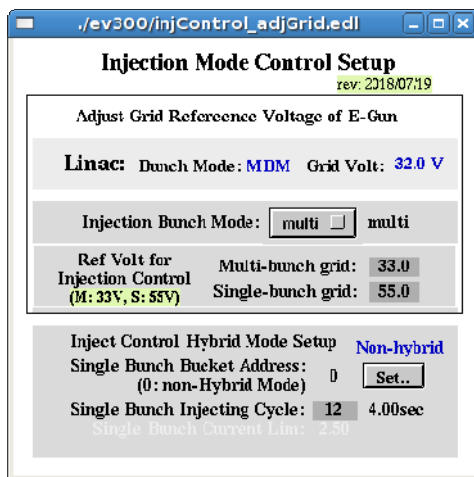 ./ev300/injControl_adjGrid.edl
Injection Mode Control Setup
rev: 2018/07/19
Adjust Grid Reference Voltage of E-Gun
Linac: Bunch Mode: MDM Grid Volt: 32.0 V
Injection Bunch Mode: multi multi
Ref Volt for
Injection Control
(M: 33V, S: 55V)
Multi-bunch grid: 33.0
Single-bunch grid: 55.0
Inject Control Hybrid Mode Setup Non-hybrid
Single Bunch Bucket Address:
(0: non-Hybrid Mode) 0 Set..
Single Bunch Injecting Cycle: 12 4.00sec
Single Bunch Current Lim: 2.50